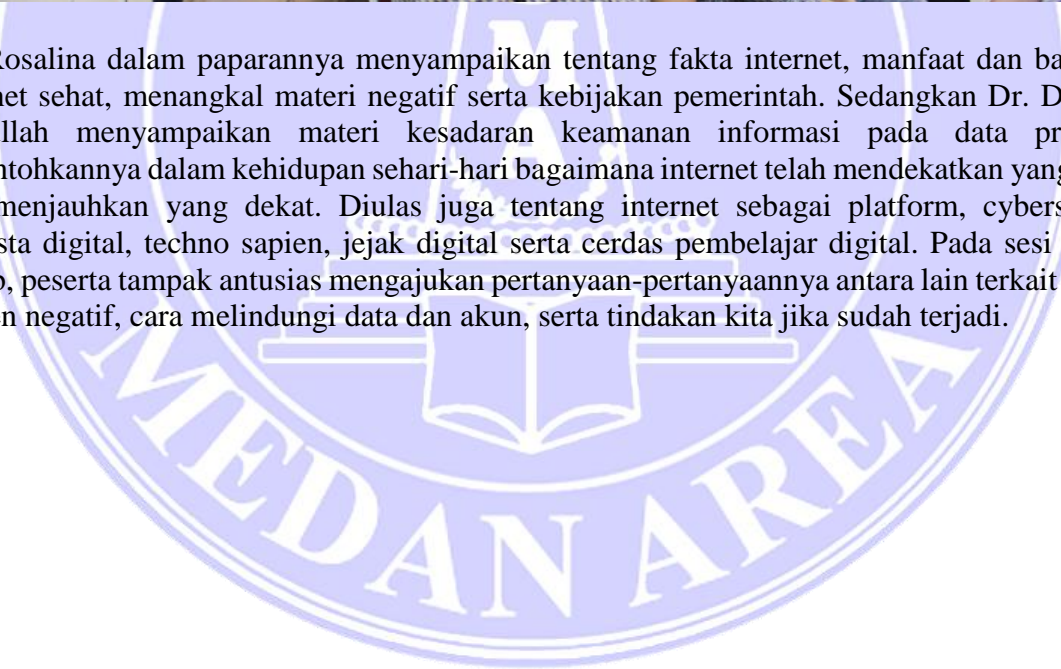 Rosalina dalam paparannya menyampaikan tentang fakta internet, manfaat dan ba
net sehat, menangkal materi negatif serta kebijakan pemerintah. Sedangkan Dr. D
llah menyampaikan materi kesadaran keamanan informasi pada data pr
ntohkannya dalam kehidupan sehari-hari bagaimana internet telah mendekatkan yang
menjauhkan yang dekat. Diulas juga tentang internet sebagai platform, cybers
sta digital, techno sapien, jejak digital serta cerdas pembelajar digital. Pada sesi
, peserta tampak antusias mengajukan pertanyaan-pertanyaannya antara lain terkait
n negatif, cara melindungi data dan akun, serta tindakan kita jika sudah terjadi.
M
A
MEDAN AREA